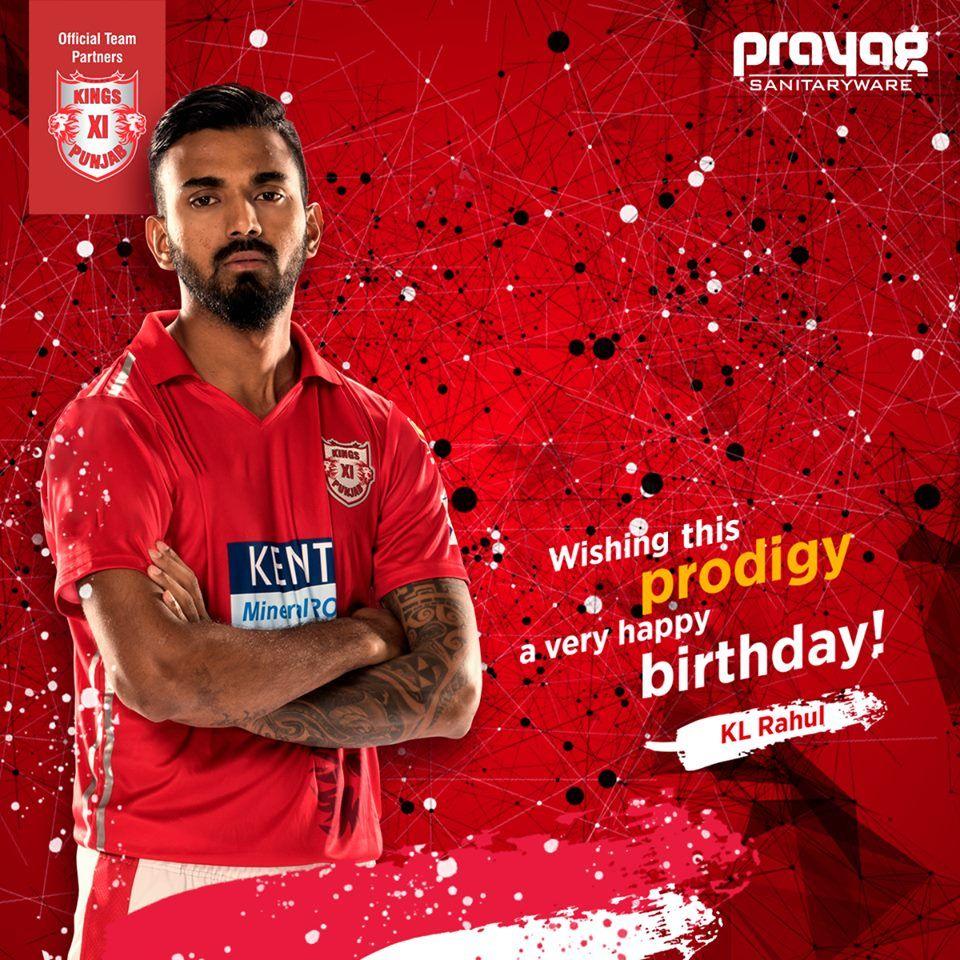 Official Team
Partners
KINGS
XI
PUNJAB
prayag
SANITARYWARE
KINGS
XI
PUNJAB
KENT
MineralRO
Wishing this
prodigy
a very happy
birthday!
KL Rahul